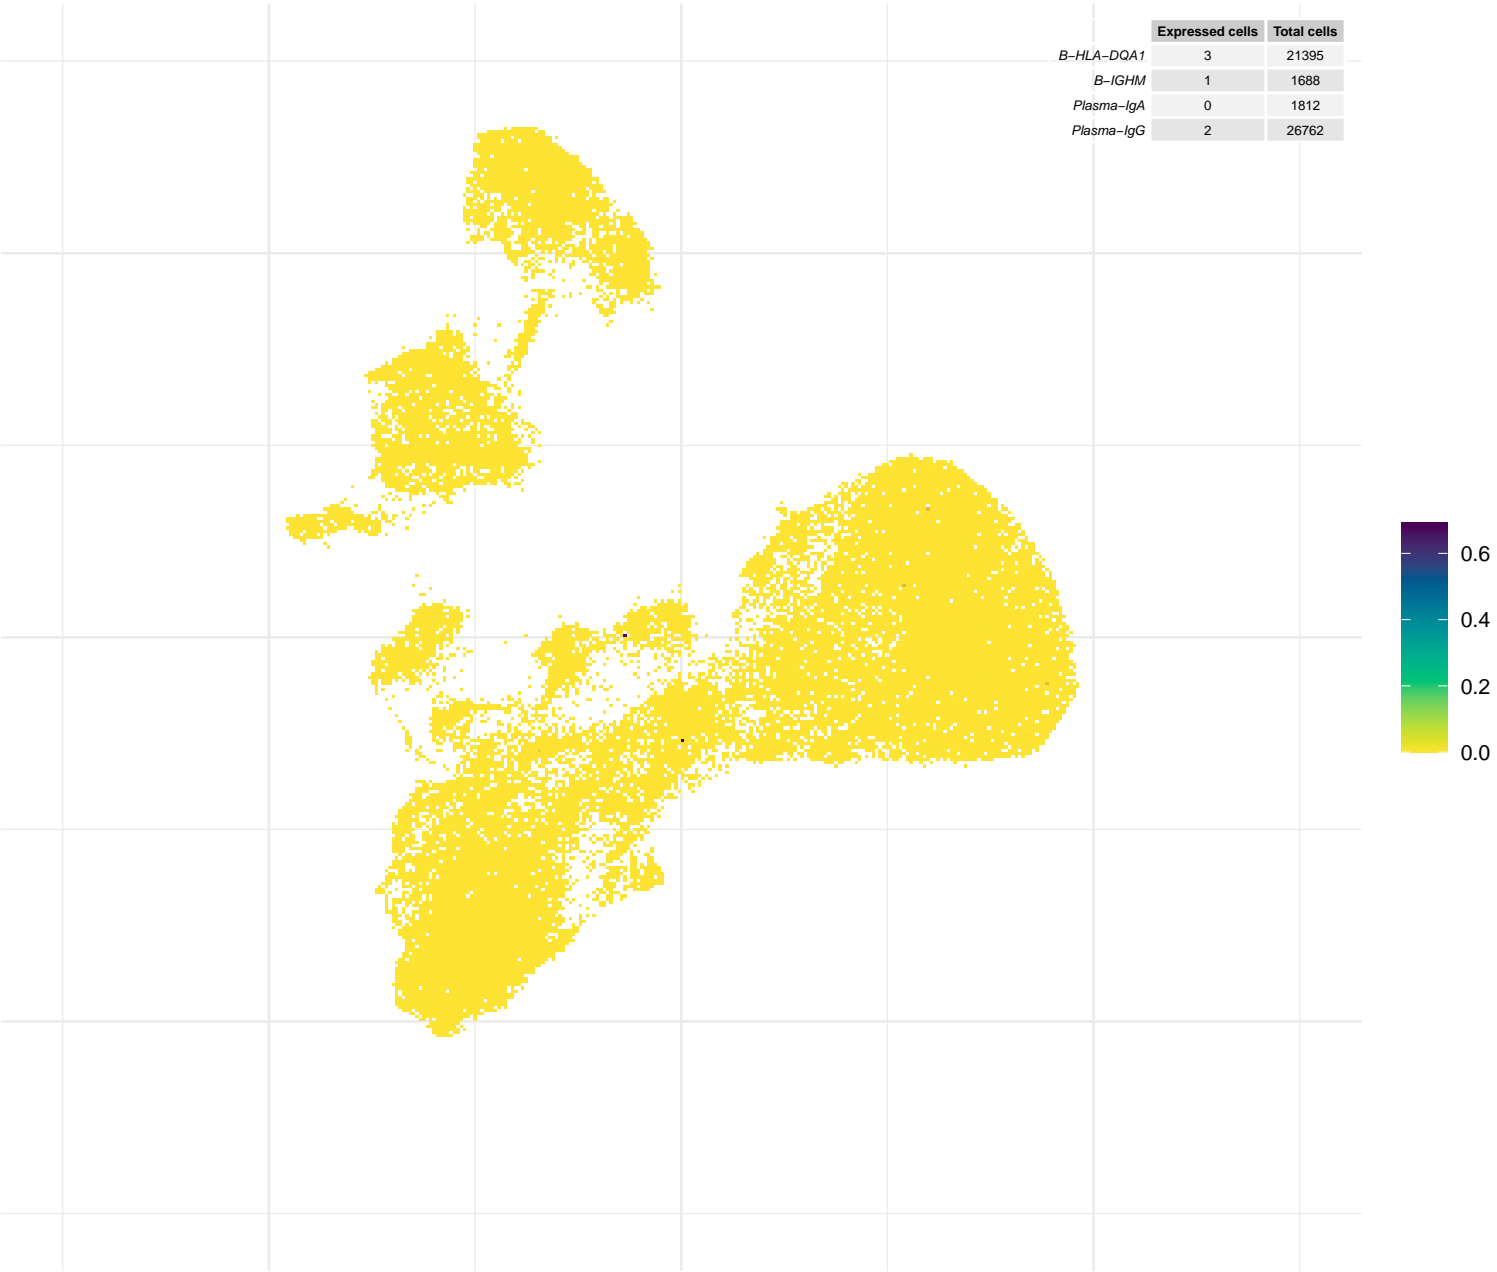 Expressed cells Total cells
B−HLA−DQA1 3 21395
B−IGHM 1 1688
Plasma−IgA 0 1812
Plasma−IgG 2 26762
0.6
0.4
0.2
0.0